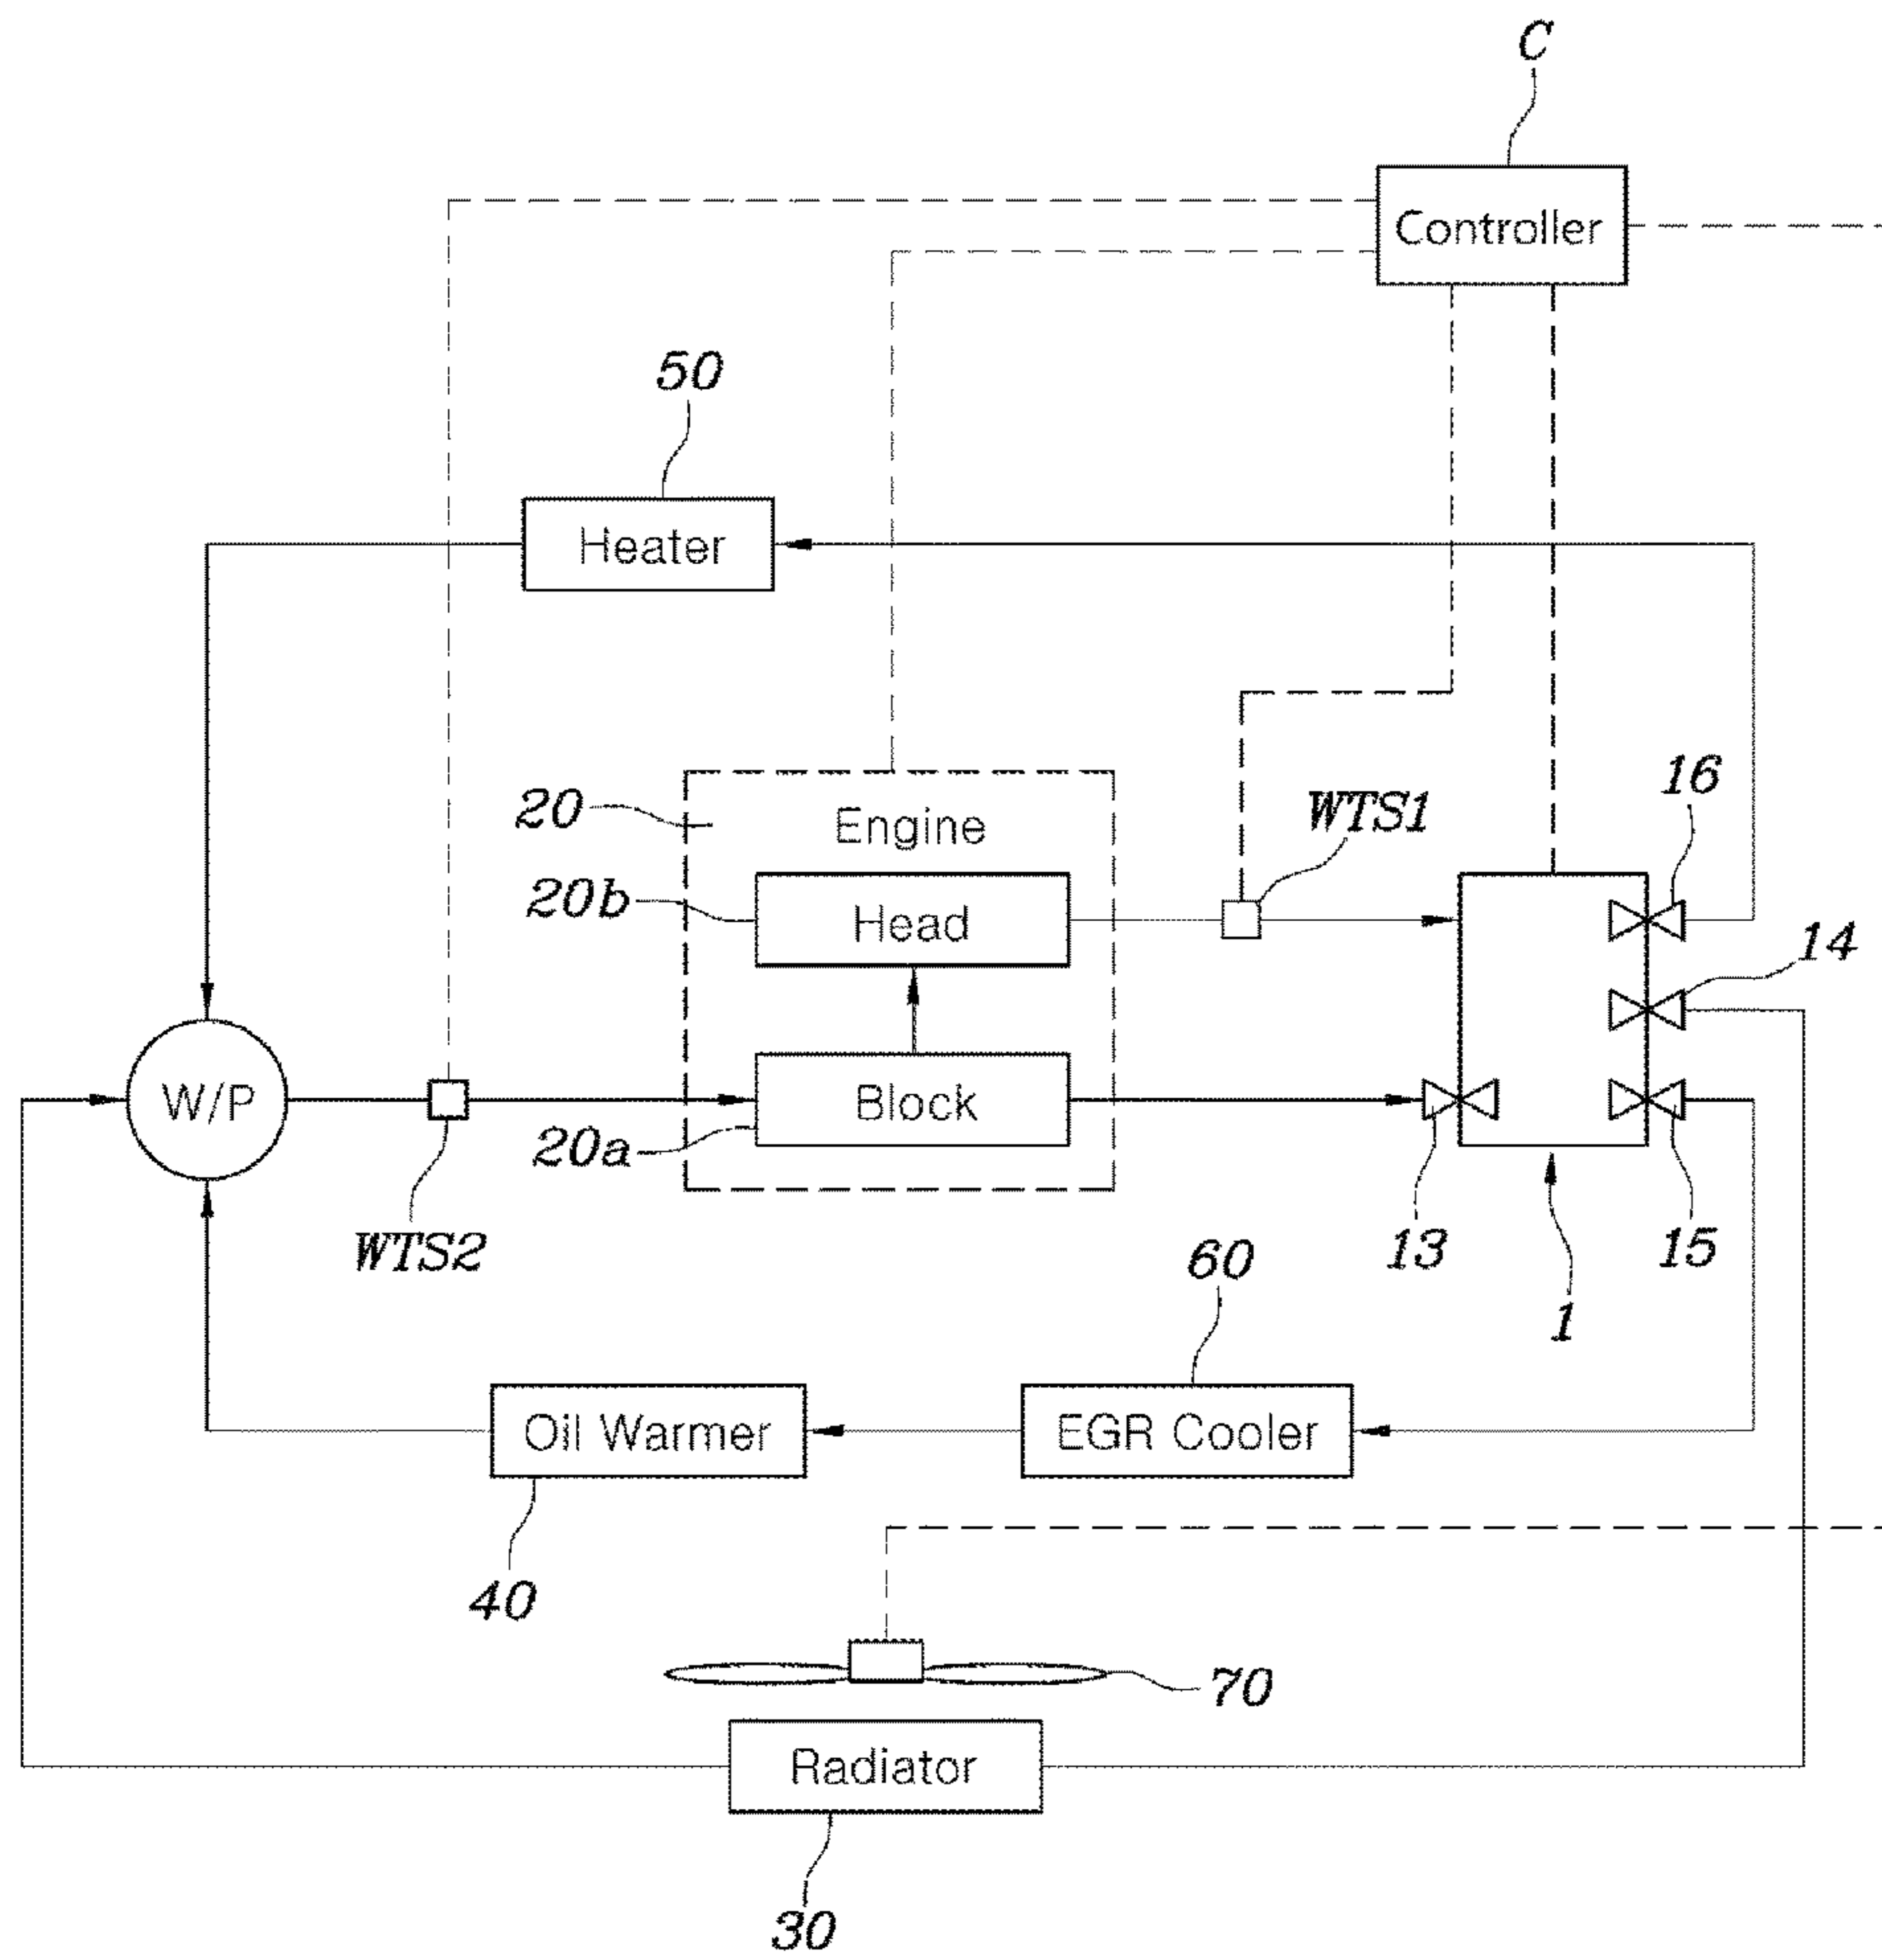 C
Controller
50
Heater
16
20
Engine
WTS1
20b
Head
14
W/P
Block
20a
WTS2
13
15
60
1
Oil Warmer
EGR Cooler
40
70
Radiator
30